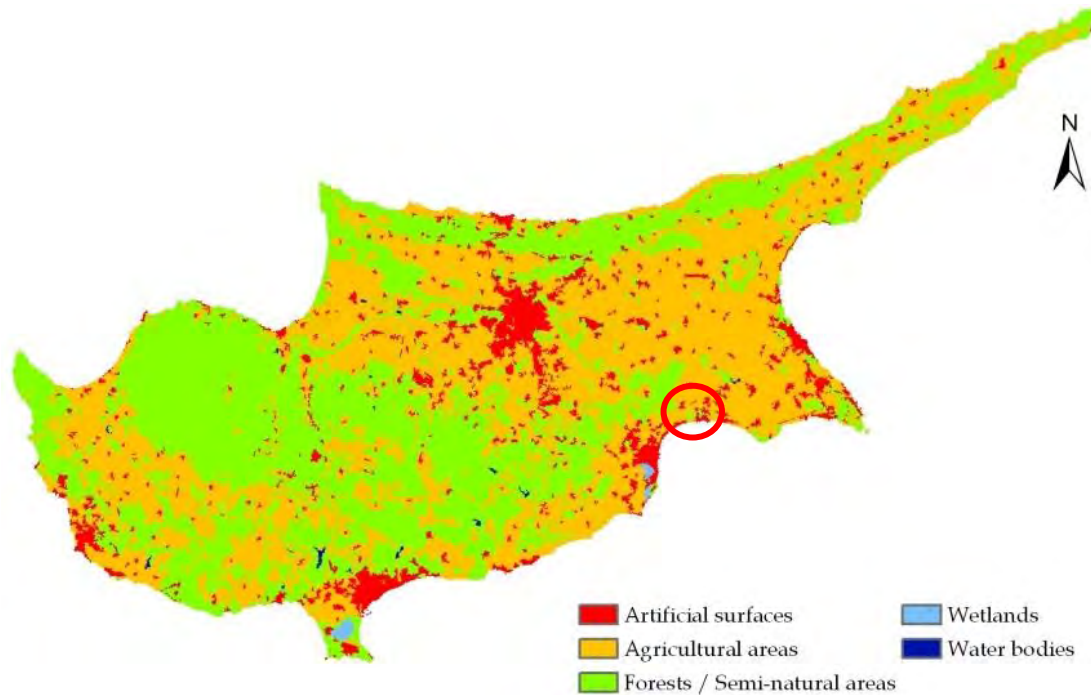 N
Artificial surfaces
Agricultural areas
Forests / Semi-natural areas
Wetlands
Water bodies